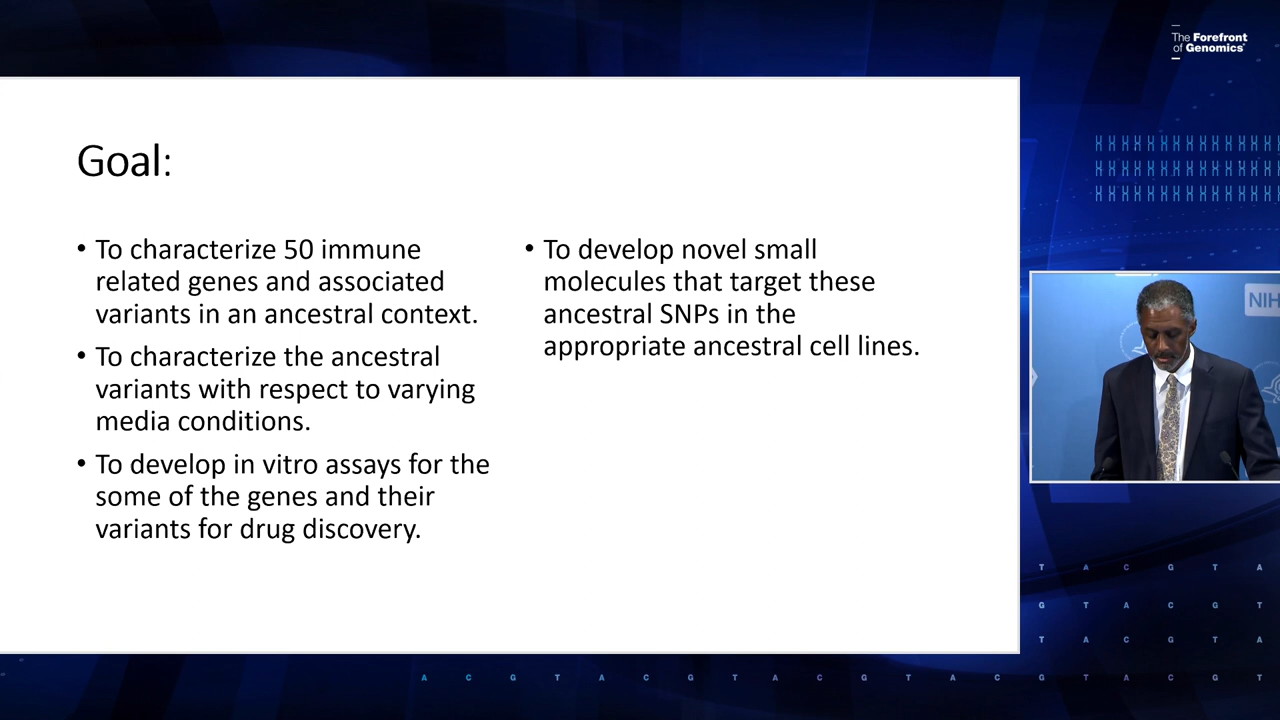 The Forefront
of Genomics®
Goal:
• To characterize 50 immune
related genes and associated
variants in an ancestral context.
• To characterize the ancestral
variants with respect to varying
media conditions.
• To develop in vitro assays for the
some of the genes and their
variants for drug discovery.
• To develop novel small
molecules that target these
ancestral SNPs in the
appropriate ancestral cell lines.
NIH
T A C G T A
G T A C G T
T A C G T A
A C G T A C G T A C G T A C G T A C G T A C G T